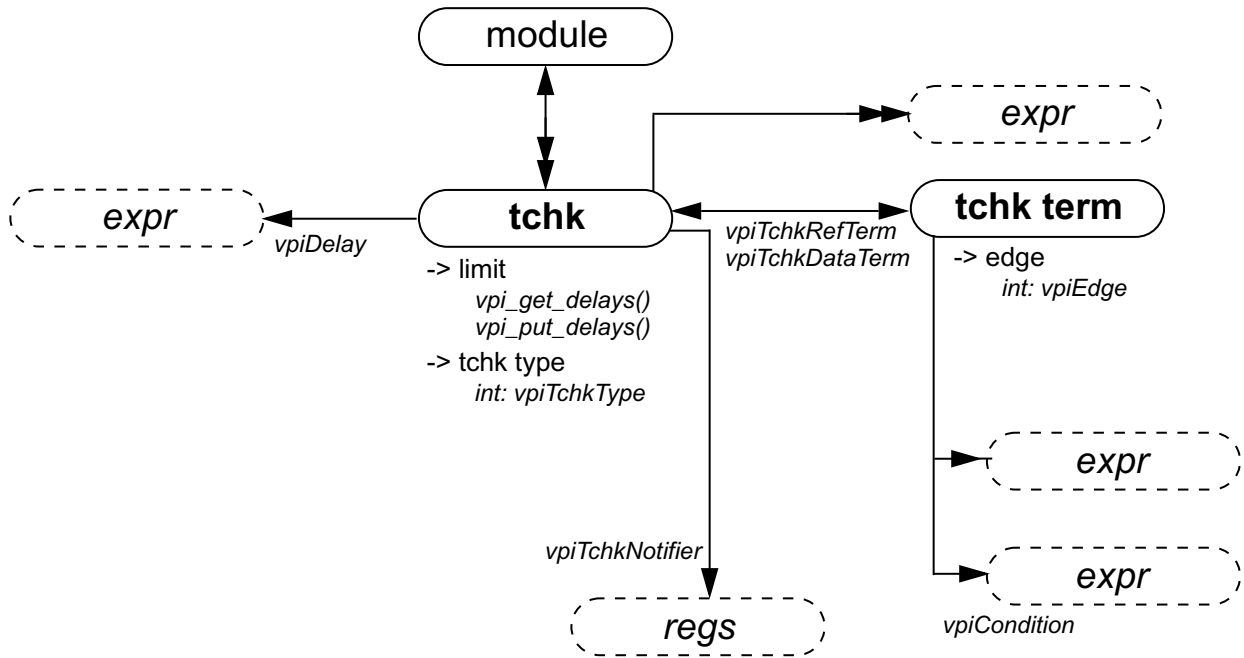 module
expr
expr
vpiDelay
tchk
-> limit
vpi_get_delays()
vpi_put_delays()
-> tchk type
int: vpiTchkType
vpiTchkRefTerm
vpiTchkDataTerm
tchk term
-> edge
int: vpiEdge
expr
vpiTchkNotifier
regs
expr
vpiCondition